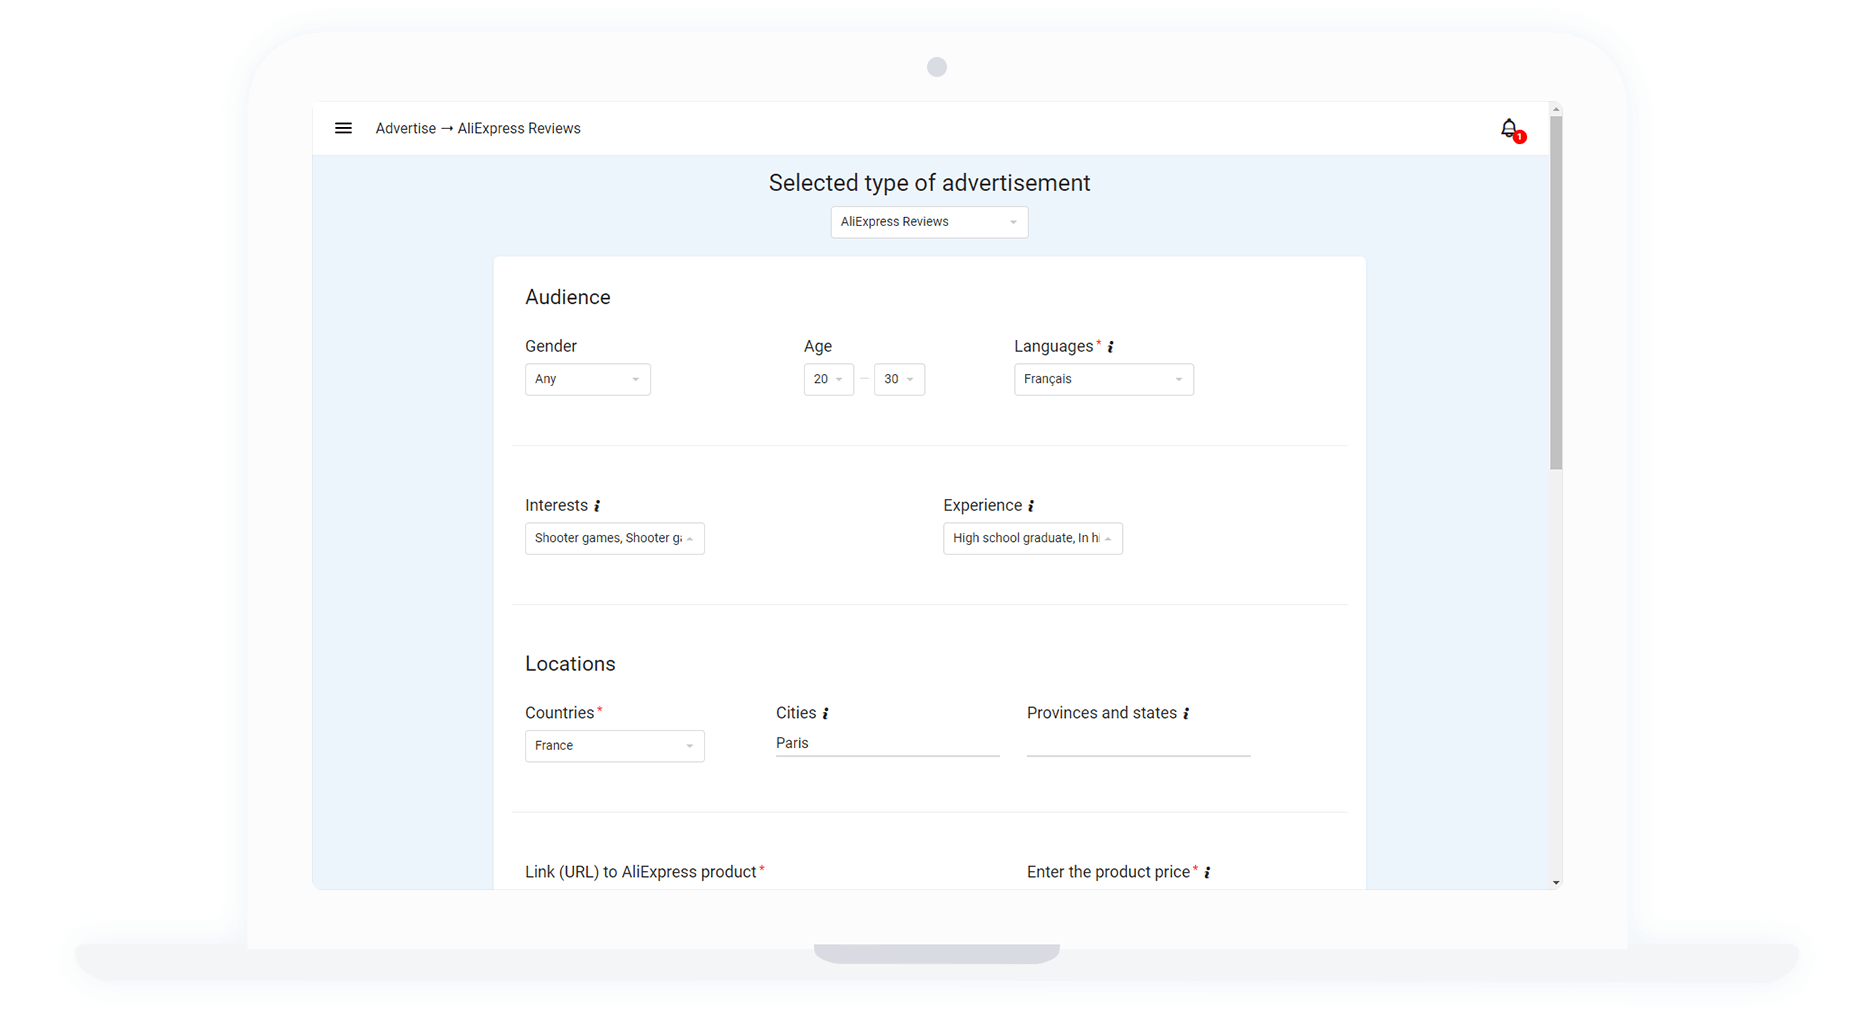 Advertise → AliExpress Reviews
1
Selected type of advertisement
AliExpress Reviews
Audience
Gender
Age
Languages* i
Any
20 – 30
Français
Interests i
Experience i
Shooter games, Shooter
High school graduate, In
Locations
Countries*
Cities i
Provinces and states i
France
Paris
Link (URL) to AliExpress product*
Enter the product price* i